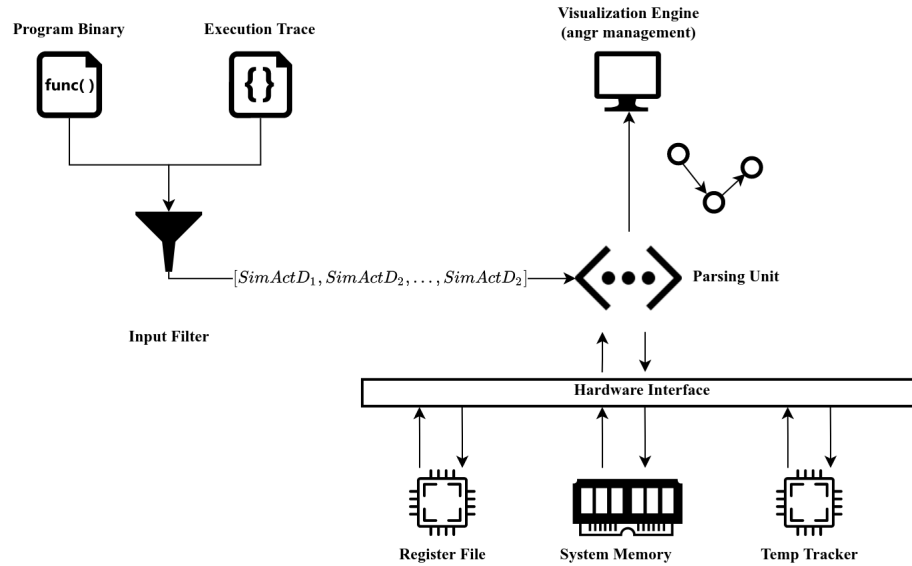 Program Binary
Execution Trace
Visualization Engine
(angr management)
func( )
{}
[SimActD₁, SimActD₂, ..., SimActD₂]
Parsing Unit
Input Filter
Hardware Interface
Register File
System Memory
Temp Tracker